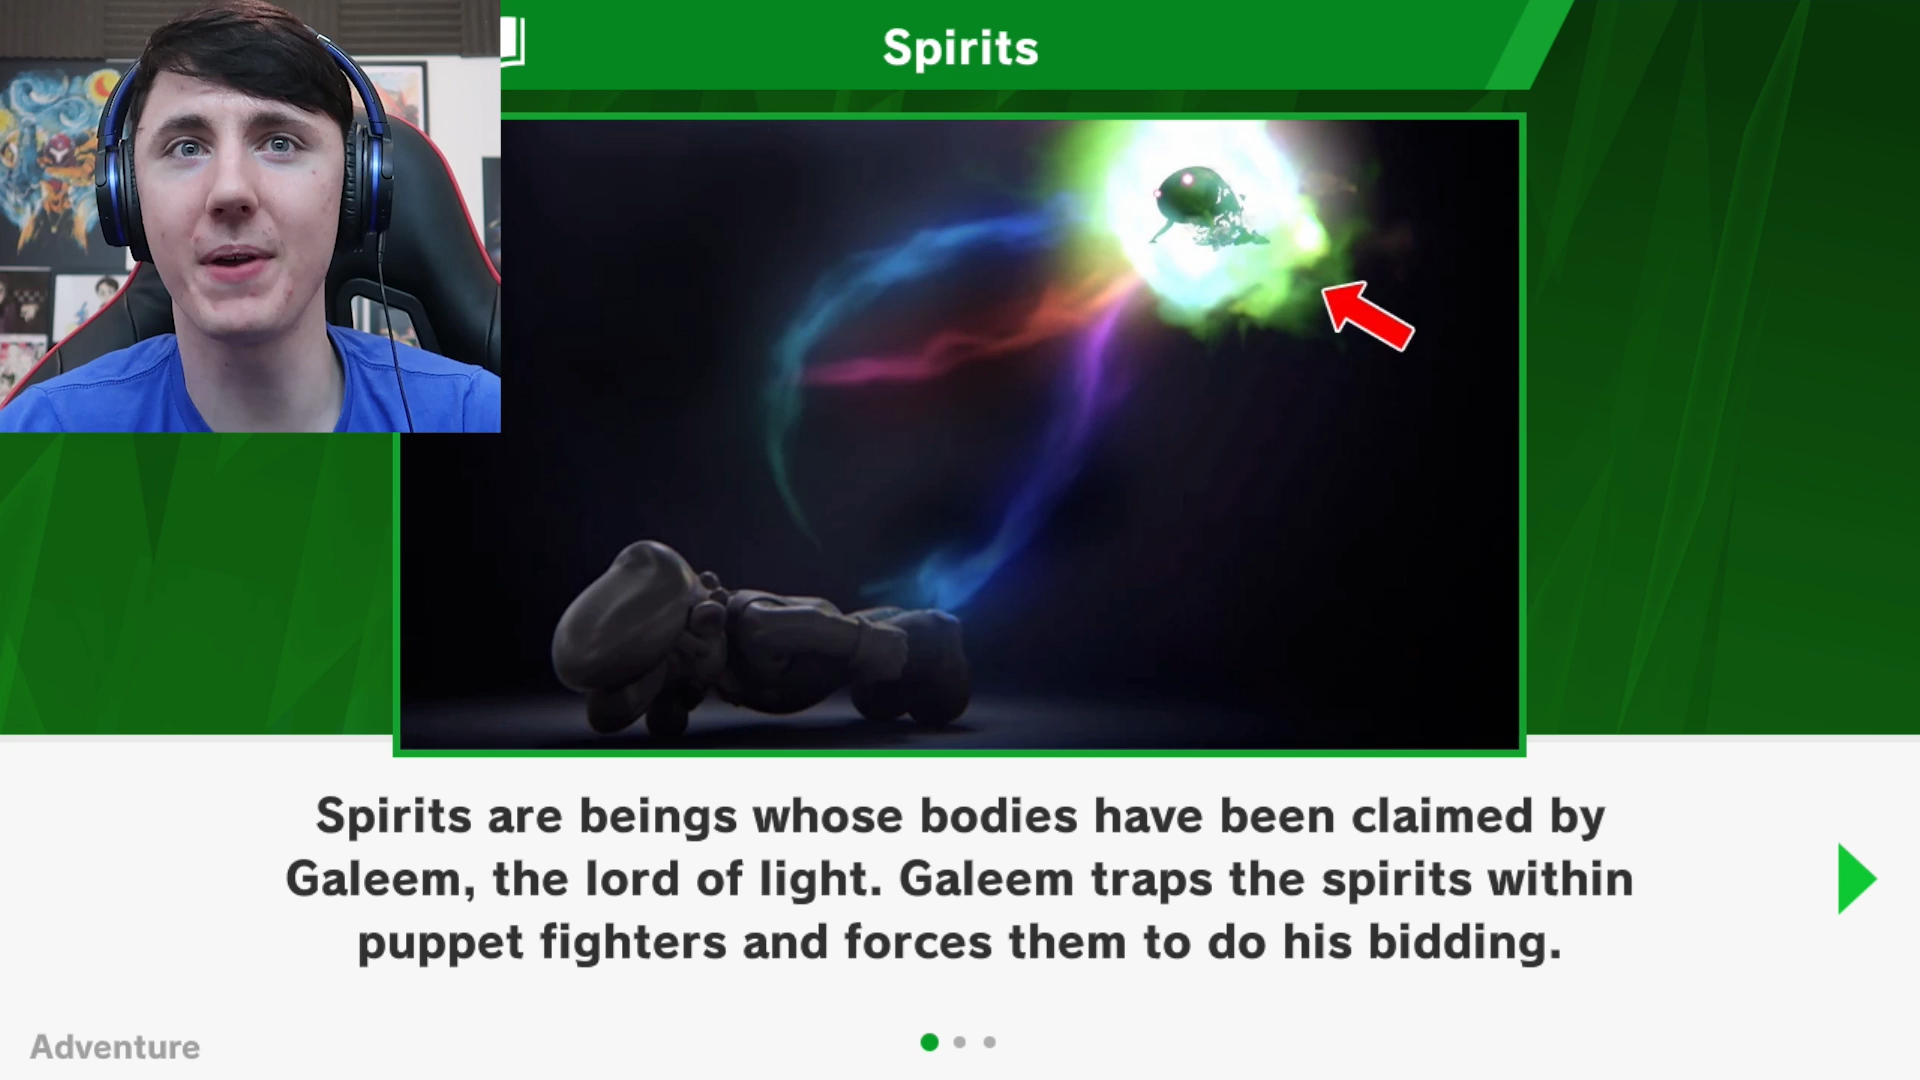 Spirits
Spirits are beings whose bodies have been claimed by
Galeem, the lord of light. Galeem traps the spirits within
puppet fighters and forces them to do his bidding.
Adventure